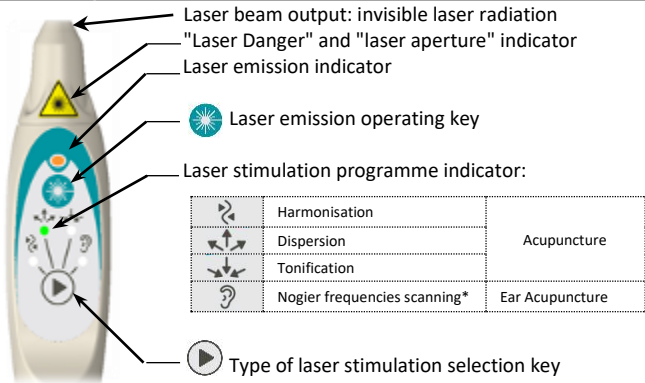 Laser beam output: invisible laser radiation
"Laser Danger" and "laser aperture" indicator
Laser emission indicator
Laser emission operating key
Laser stimulation programme indicator:
Harmonisation
Dispersion
Acupuncture
Tonification
Nogier frequencies scanning* Ear Acupuncture
Type of laser stimulation selection key